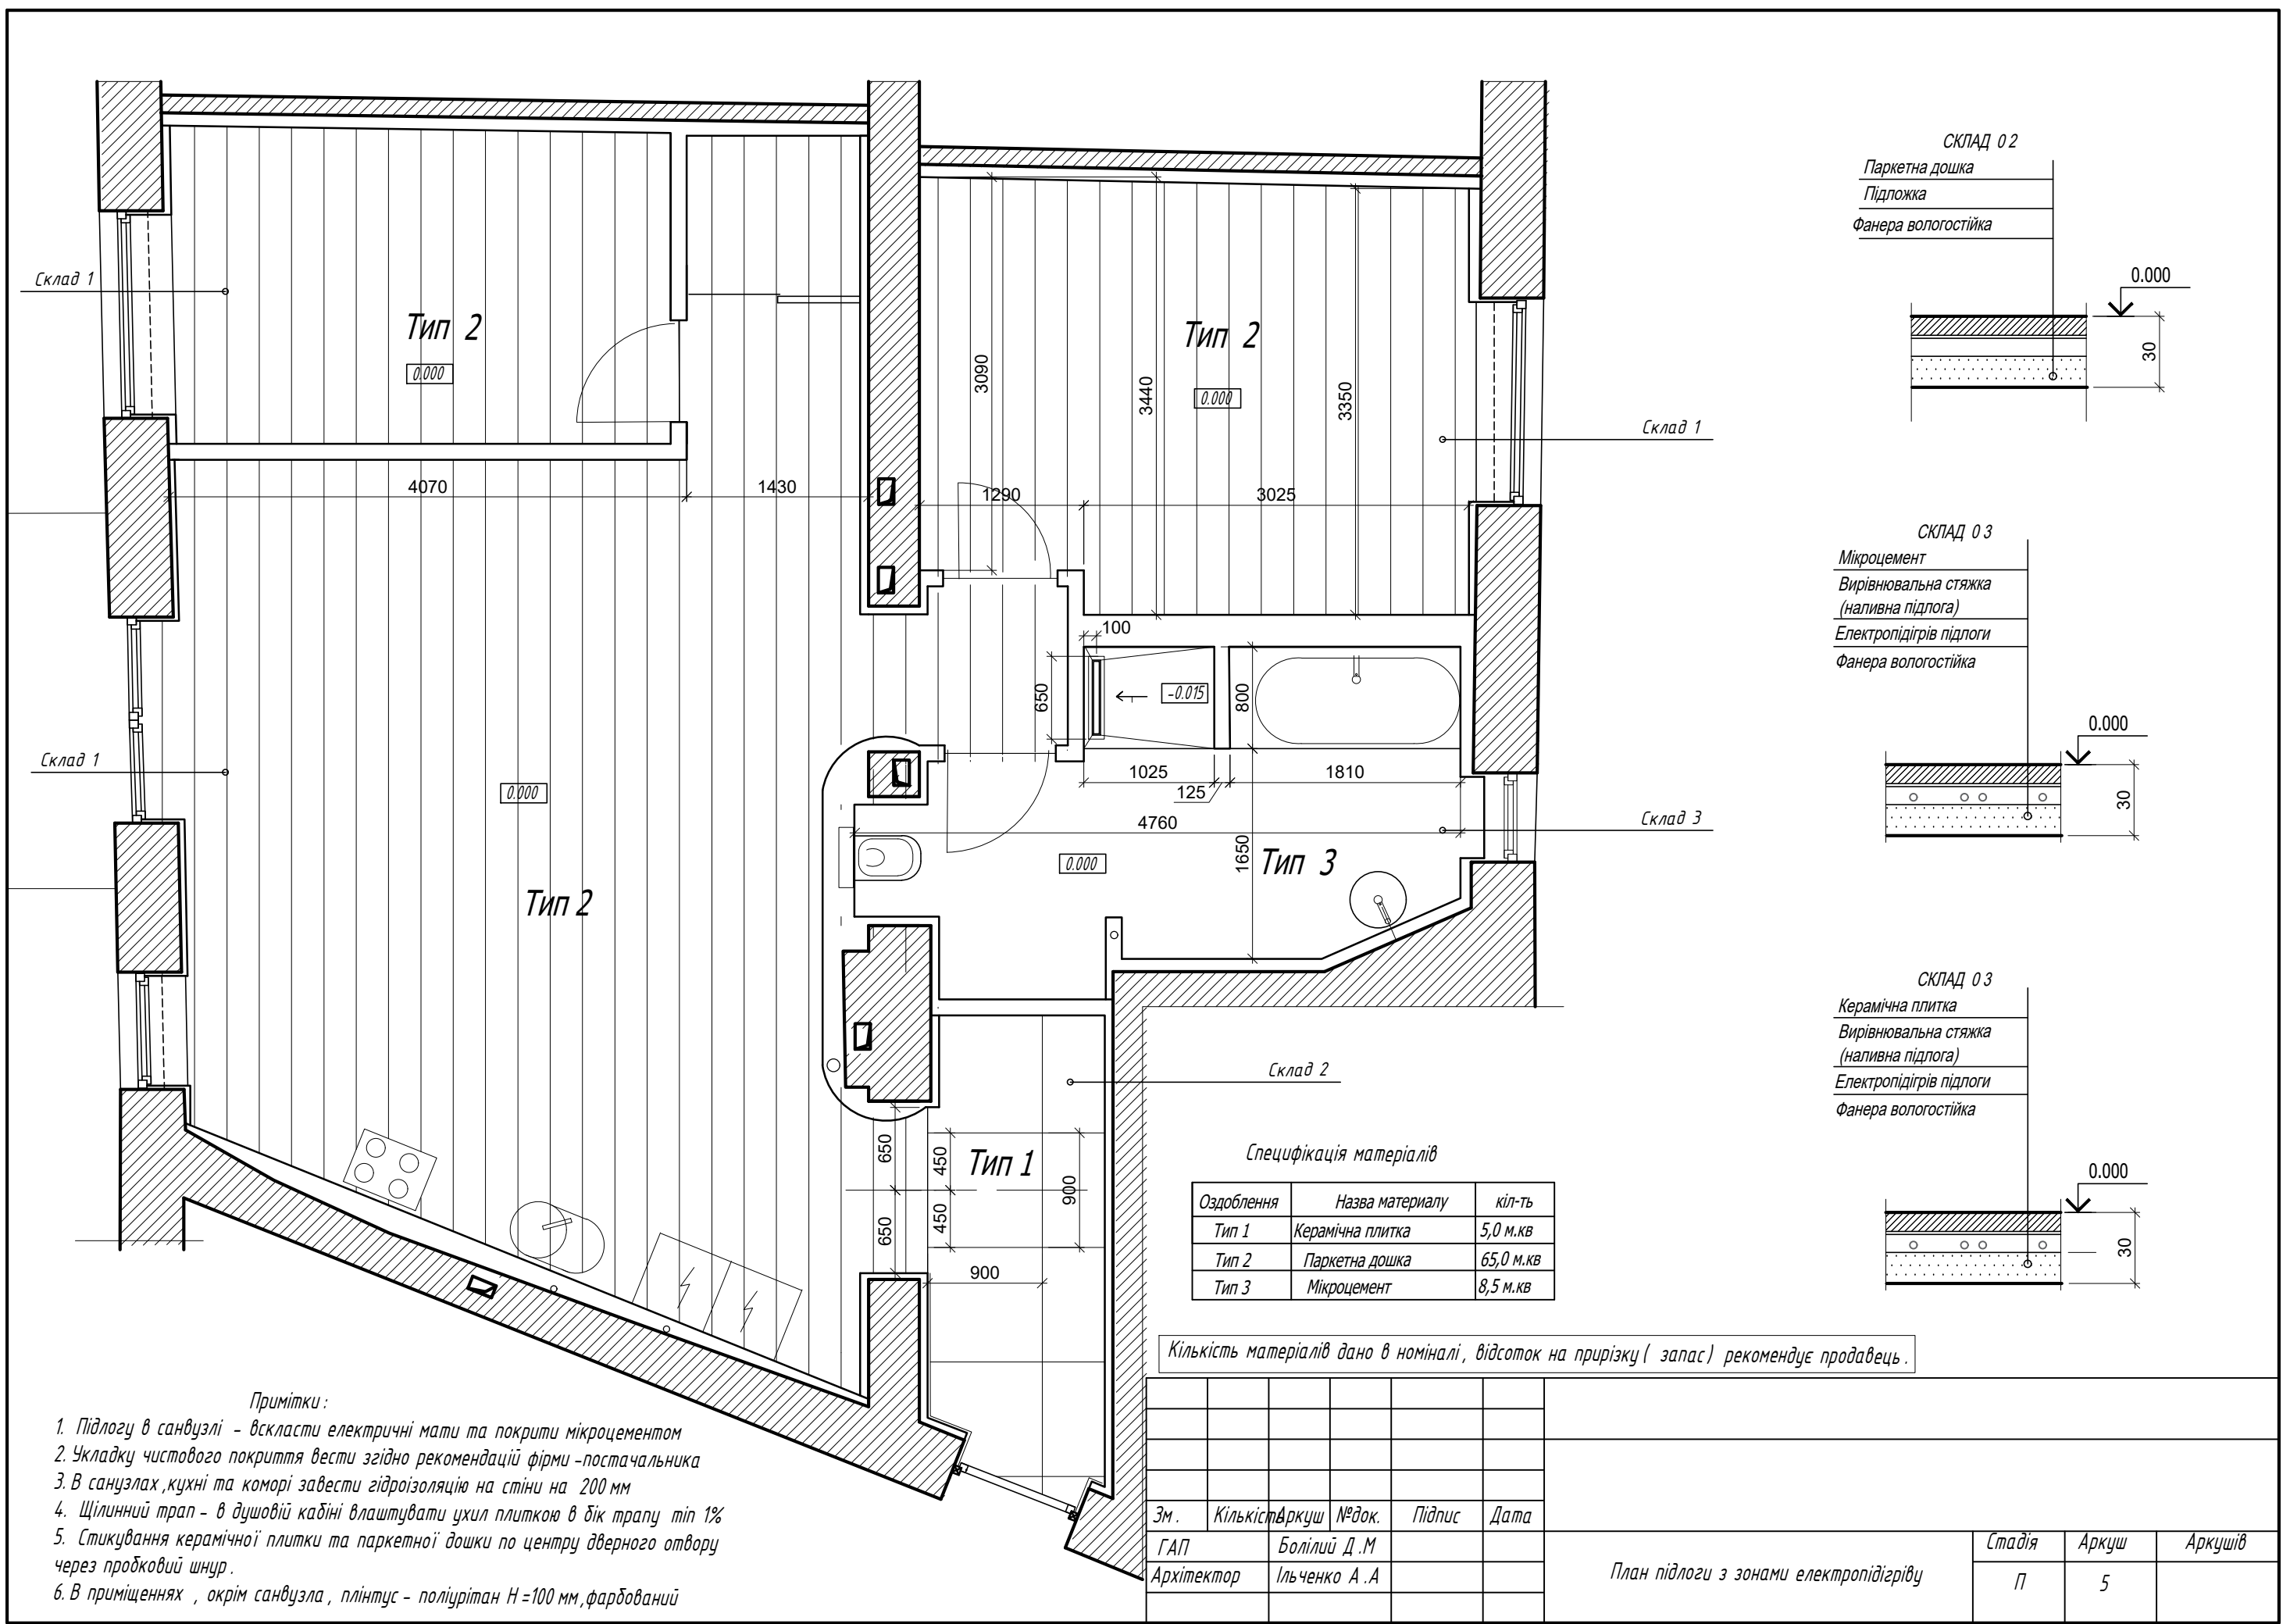 СКЛАД 02
Паркетна дошка
Підложка
Фанера вологостійка
0.000
30
СКЛАД 03
Мікроцемент
Вирівнювальна стяжка
(наливна підлога)
Електропідігрів підлоги
Фанера вологостійка
0.000
30
СКЛАД 03
Керамічна плитка
Вирівнювальна стяжка
(наливна підлога)
Електропідігрів підлоги
Фанера вологостійка
0.000
30
Склад 1
Тип 2
0.000
Тип 2
0.000
3090
3440
3350
Склад 1
4070
1430
1290
3025
100
650
-0.015
800
Склад 1
0.000
1025
125
1810
4760
Склад 3
1650
0.000
Тип 3
Тип 2
Склад 2
650
450
Тип 1
900
650
450
900
Специфікація матеріалів
Оздоблення Назва материалу кіл-ть
Тип 1 Керамічна плитка 5,0 м.кв
Тип 2 Паркетна дошка 65,0 м.кв
Тип 3 Мікроцемент 8,5 м.кв
Кількість матеріалів дано в номіналі, відсоток на прирізку ( запас) рекомендує продавець.
Примітки:
1. Підлогу в санвузлі - вскласти електричні мати та покрити мікроцементом
2. Укладку чистового покриття вести згідно рекомендацій фірми -постачальника
3. В санузлах ,кухні та коморі завести гідроізоляцію на стіни на 200 мм
4. Щілинний трап - в душовій кабіні влаштувати ухил плиткою в бік трапу min 1%
5. Стикування керамічної плитки та паркетної дошки по центру дверного отвору
через пробковий шнур.
6. В приміщеннях , окрім санвузла, плінтус - поліурітан H =100 мм,фарбований
Зм. Кількість Аркуш №док. Підпис Дата
ГАП Болілий Д.М
Архітектор Ільченко А.А
План підлоги з зонами електропідігріву
Стадія Аркуш Аркушів
П 5